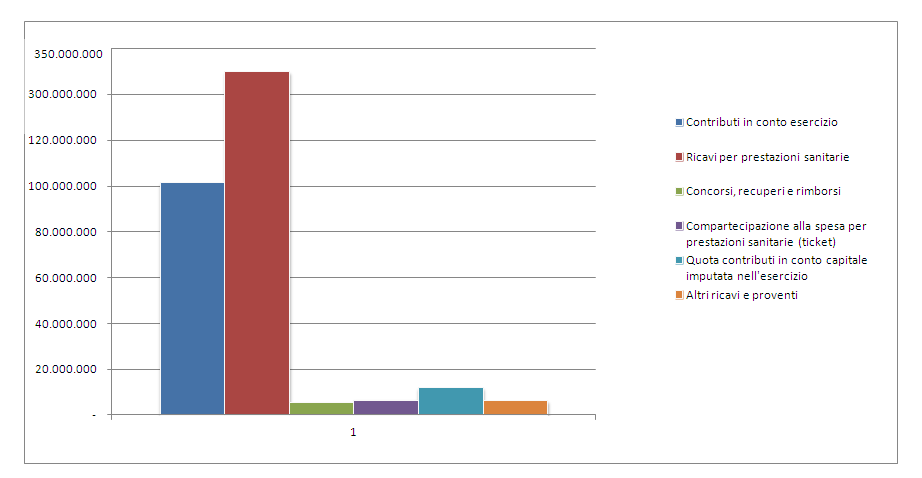 350.000.000
300.000.000
120.000.000
100.000.000
80.000.000
60.000.000
40.000.000
20.000.000
-
1
Contributi in conto esercizio
Ricavi per prestazioni sanitarie
Concorsi, recuperi e rimborsi
Compartecipazione alla spesa per
prestazioni sanitarie (ticket)
Quota contributi in conto capitale
imputata nell'esercizio
Altri ricavi e proventi